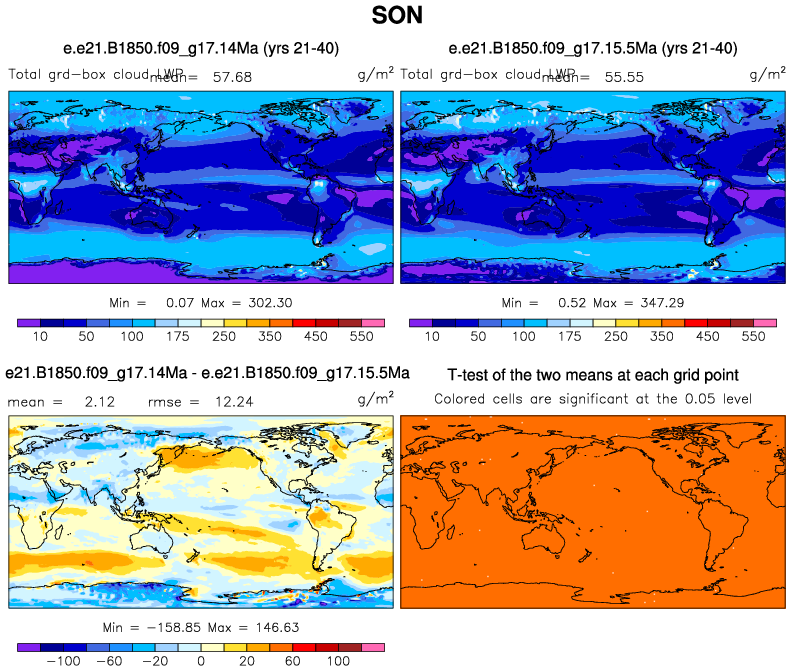 SON
e.e21.B1850.f09_g17.14Ma (yrs 21-40)
e.e21.B1850.f09_g17.15.5Ma (yrs 21-40)
Total grd-box cloud LWP mean= 57.68 g/m²
Total grd-box cloud LWP mean= 55.55 g/m²
Min = 0.07 Max = 302.30
Min = 0.52 Max = 347.29
10 50 100 175 250 350 450 550
10 50 100 175 250 350 450 550
e21.B1850.f09_g17.14Ma - e.e21.B1850.f09_g17.15.5Ma
T-test of the two means at each grid point
mean = 2.12 rmse = 12.24 g/m²
Colored cells are significant at the 0.05 level
Min = -158.85 Max = 146.63
-100 -60 -20 0 20 60 100